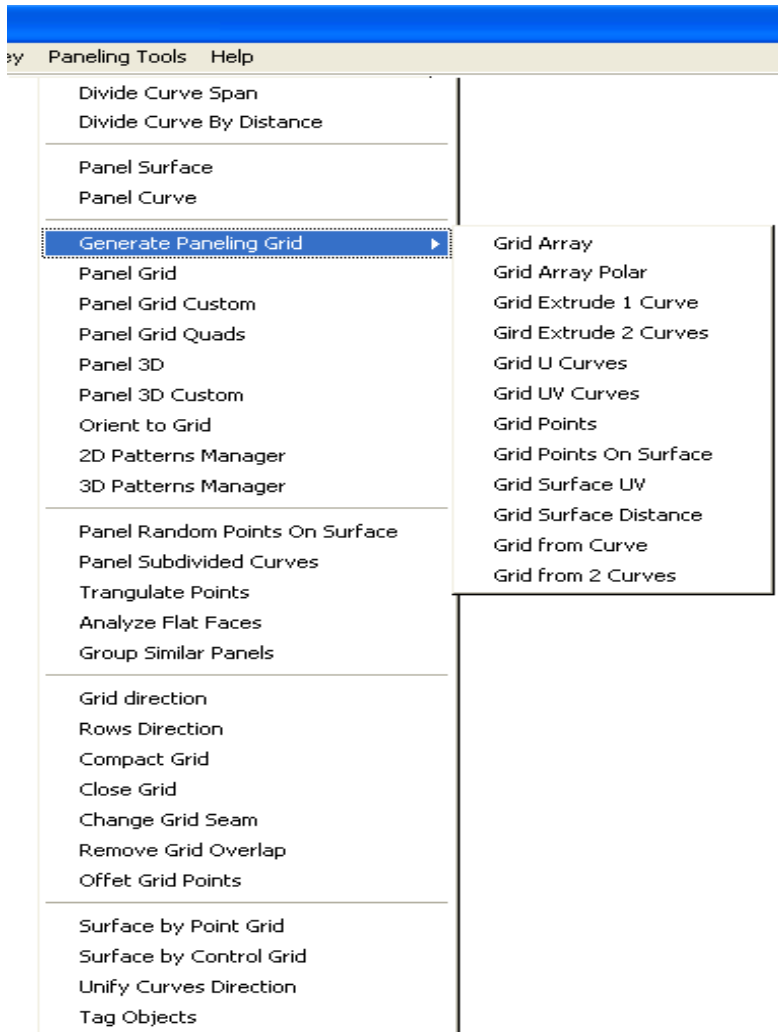 ey Paneling Tools Help
Divide Curve Span
Divide Curve By Distance
Panel Surface
Panel Curve
Generate Paneling Grid
Panel Grid
Panel Grid Custom
Panel Grid Quads
Panel 3D
Panel 3D Custom
Orient to Grid
2D Patterns Manager
3D Patterns Manager
Panel Random Points On Surface
Panel Subdivided Curves
Trangulate Points
Analyze Flat Faces
Group Similar Panels
Grid direction
Rows Direction
Compact Grid
Close Grid
Change Grid Seam
Remove Grid Overlap
Offet Grid Points
Surface by Point Grid
Surface by Control Grid
Unify Curves Direction
Tag Objects
Grid Array
Grid Array Polar
Grid Extrude 1 Curve
Gird Extrude 2 Curves
Grid U Curves
Grid UV Curves
Grid Points
Grid Points On Surface
Grid Surface UV
Grid Surface Distance
Grid from Curve
Grid from 2 Curves